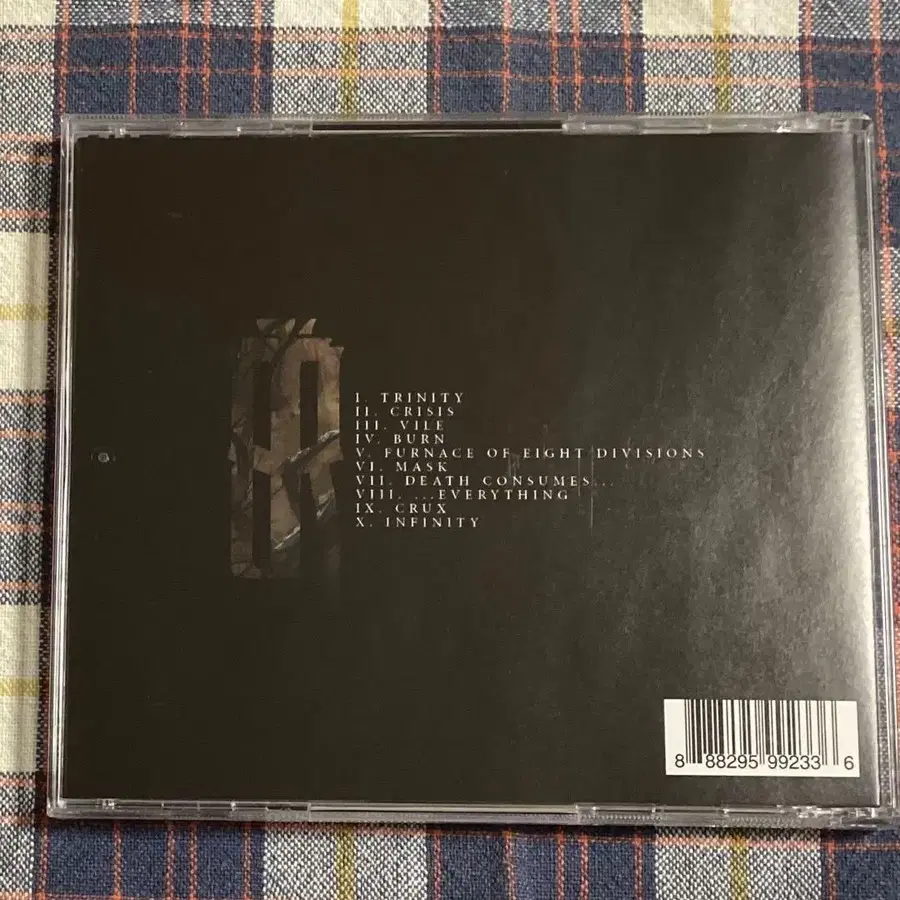 I. TRINITY
II. CRISIS
III. VILE
IV. BURN
V. FURNACE OF EIGHT DIVISIONS
VI. MASK
VII. DEATH CONSUMES...
VIII. ...EVERYTHING
IX. CRUX
X. INFINITY
8 88295 99233 6